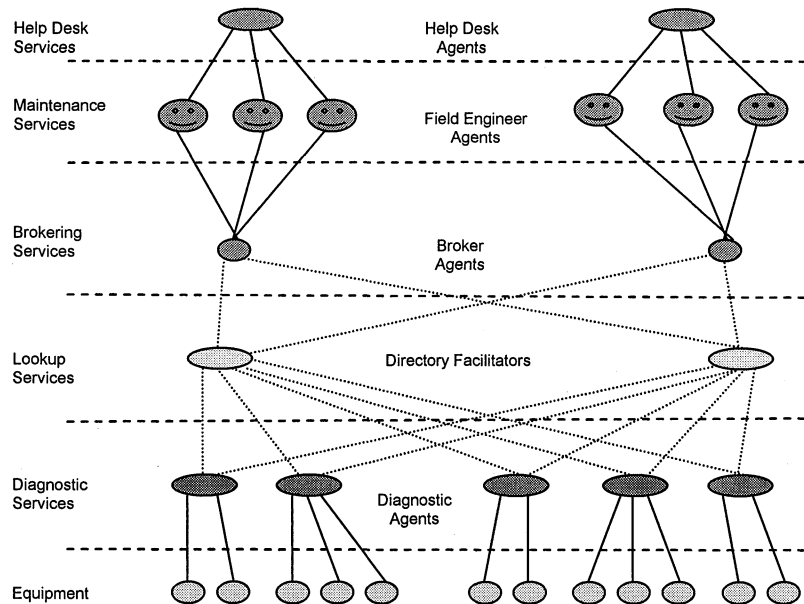 Help Desk
Services
Help Desk
Agents
Maintenance
Services
Field Engineer
Agents
Brokering
Services
Broker
Agents
Lookup
Services
Directory Facilitators
Diagnostic
Services
Diagnostic
Agents
Equipment